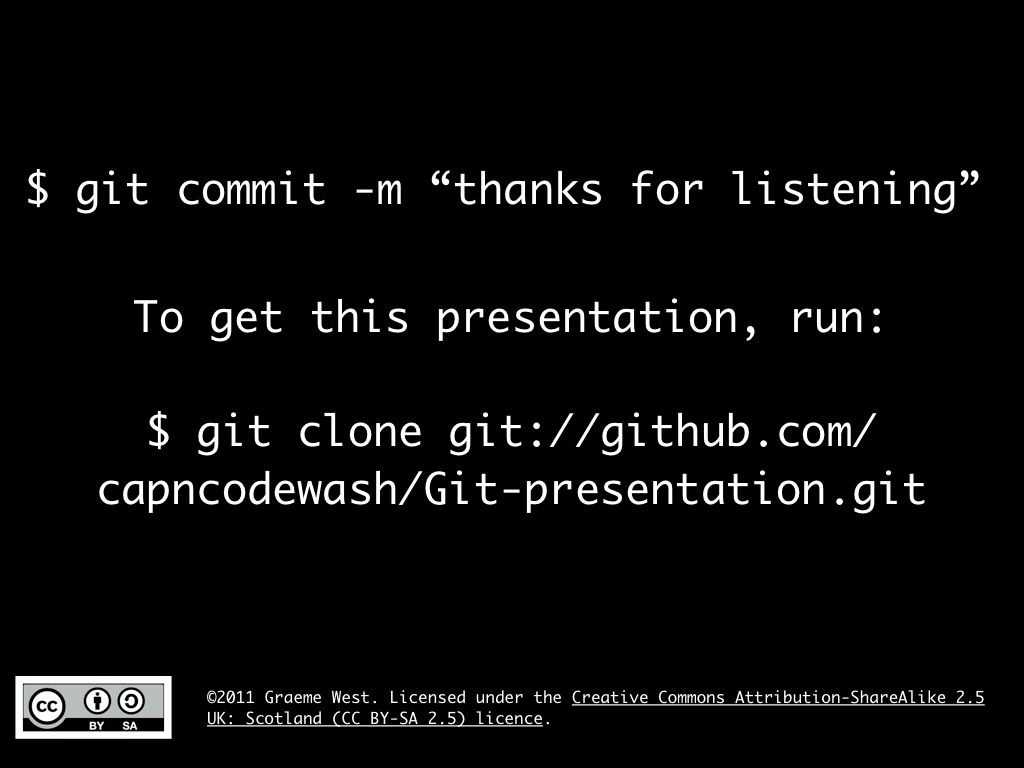 $ git commit -m “thanks for listening”
To get this presentation, run:
$ git clone git://github.com/
capncodewash/Git-presentation.git
cc BY SA
©2011 Graeme West. Licensed under the Creative Commons Attribution-ShareAlike 2.5
UK: Scotland (CC BY-SA 2.5) licence.